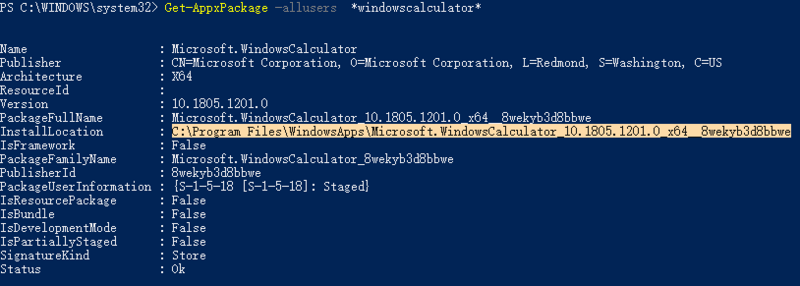 PS C:\WINDOWS\system32> Get-AppxPackage -allusers  *windowscalculator*
Name                   : Microsoft.WindowsCalculator
Publisher              : CN=Microsoft Corporation, O=Microsoft Corporation, L=Redmond, S=Washington, C=US
Architecture           : X64
ResourceId             :
Version                : 10.1805.1201.0
PackageFullName        : Microsoft.WindowsCalculator_10.1805.1201.0_x64__8wekyb3d8bbwe
InstallLocation        : C:\Program Files\WindowsApps\Microsoft.WindowsCalculator_10.1805.1201.0_x64__8wekyb3d8bbwe
IsFramework            : False
PackageFamilyName      : Microsoft.WindowsCalculator_8wekyb3d8bbwe
PublisherId            : 8wekyb3d8bbwe
PackageUserInformation : {S-1-5-18 [S-1-5-18]: Staged}
IsResourcePackage      : False
IsBundle               : False
IsDevelopmentMode      : False
IsPartiallyStaged      : False
SignatureKind          : Store
Status                 : Ok